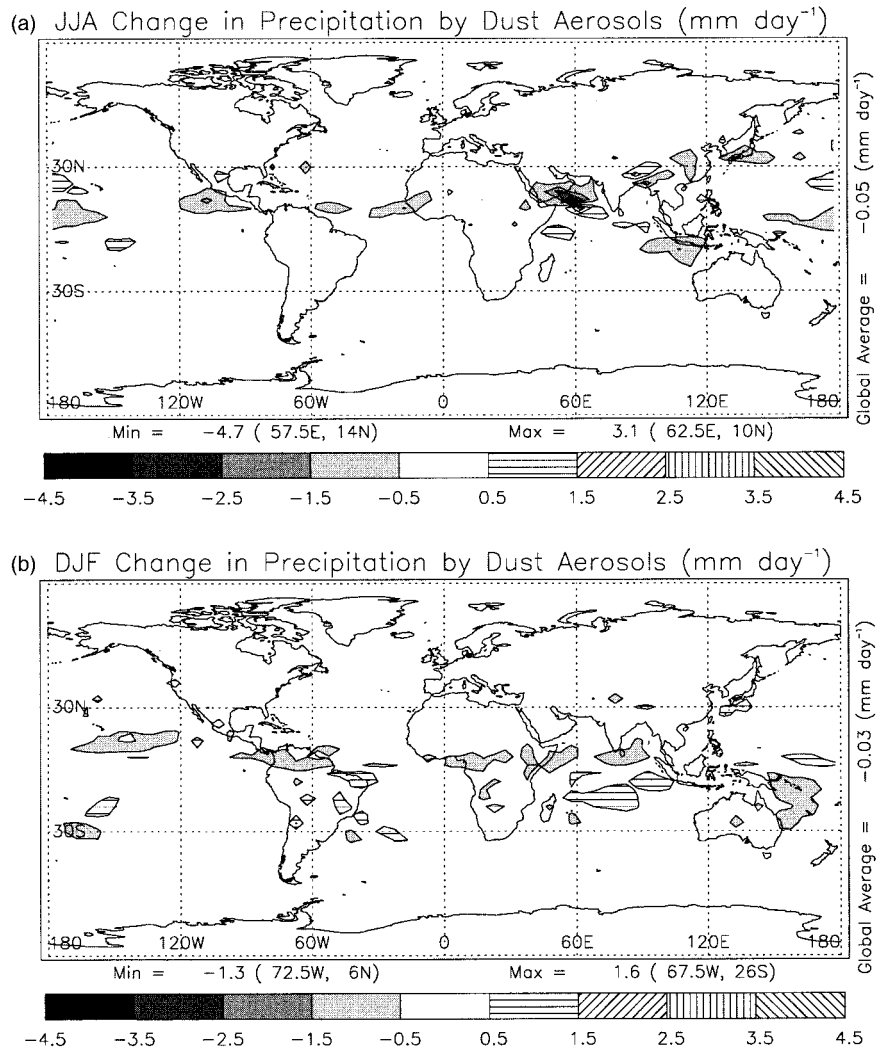 (a) JJA Change in Precipitation by Dust Aerosols (mm day⁻¹)
30N
30S
180 120W 60W 0 60E 120E 180
Global Average = -0.05 (mm day⁻¹)
Min = -4.7 ( 57.5E, 14N) Max = 3.1 ( 62.5E, 10N)
-4.5 -3.5 -2.5 -1.5 -0.5 0.5 1.5 2.5 3.5 4.5
(b) DJF Change in Precipitation by Dust Aerosols (mm day⁻¹)
30N
30S
180 120W 60W 0 60E 120E 180
Global Average = -0.03 (mm day⁻¹)
Min = -1.3 ( 72.5W, 6N) Max = 1.6 ( 67.5W, 26S)
-4.5 -3.5 -2.5 -1.5 -0.5 0.5 1.5 2.5 3.5 4.5